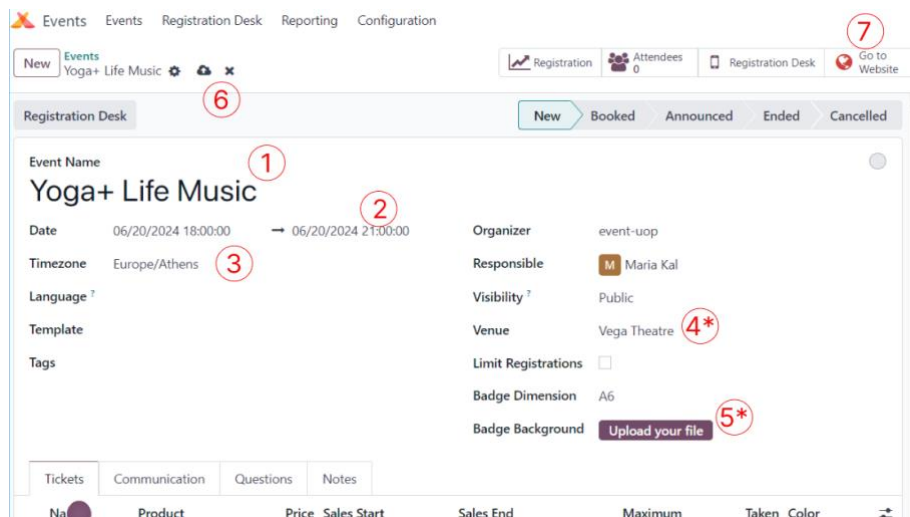 Events Events Registration Desk Reporting Configuration
7
New Events Registration Attendees Registration Desk Go to
Yoga+ Life Music 0 Website
6
Registration Desk New Booked Announced Ended Cancelled
Event Name 1
Yoga+ Life Music
2
Date 06/20/2024 18:00:00 → 06/20/2024 21:00:00 Organizer event-uop
Timezone Europe/Athens 3 Responsible M Maria Kal
Language ? Visibility ? Public
Template Venue Vega Theatre 4*
Tags Limit Registrations
Badge Dimension A6
Badge Background Upload your file 5*
Tickets Communication Questions Notes
Product Price Sales Start Sales End Maximum Taken Color